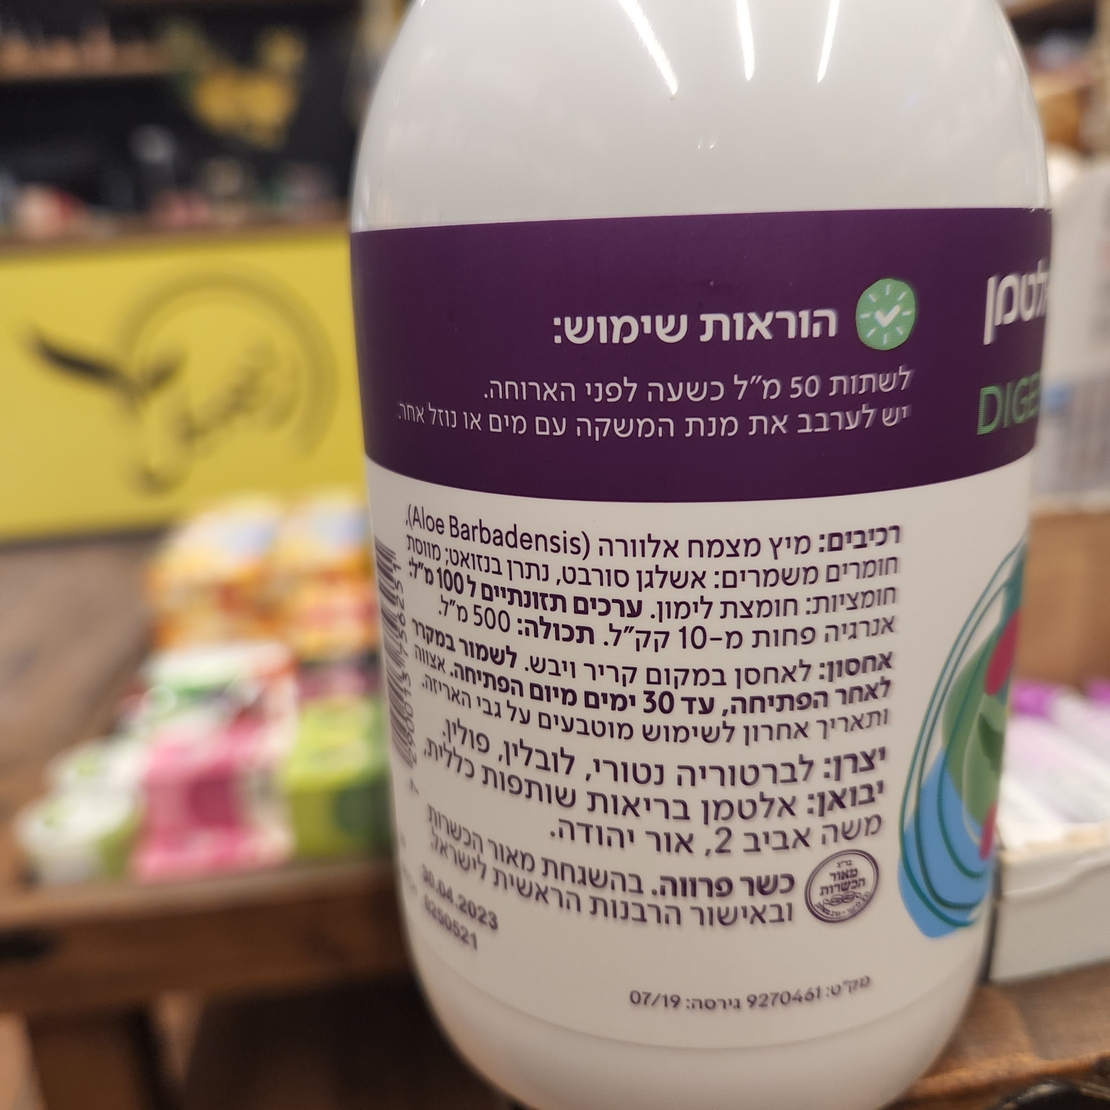 הוראות שימוש:
לשתות 50 מ"ל כשעה לפני הארוחה.
יש לערבב את מנת המשקה עם מים או נוזל אחר.
אלטמן
DIGE
רכיבים: מיץ מצמח אלוורה (Aloe Barbadensis),
חומרים משמרים: אשלגן סורבט, נתרן בנזואט; מווסת
חומציות: חומצת לימון. ערכים תזונתיים ל 100 מ"ל:
אנרגיה פחות מ-10 קק"ל. תכולה: 500 מ"ל.
אחסון: לאחסן במקום קריר ויבש. לשמור במקרר
לאחר הפתיחה, עד 30 ימים מיום הפתיחה. אצווה
ותאריך אחרון לשימוש מוטבעים על גבי האריזה.
יצרן: לברטוריה נטורי, לובלין, פולין.
יבואן: אלטמן בריאות שותפות כללית,
משה אביב 2, אור יהודה.
כשר פרווה. בהשגחת מאור הכשרות
ובאישור הרבנות הראשית לישראל.
מאור
הכשרות
30.04.2023
0250521
מק"ט: 9270461 גירסה: 07/19